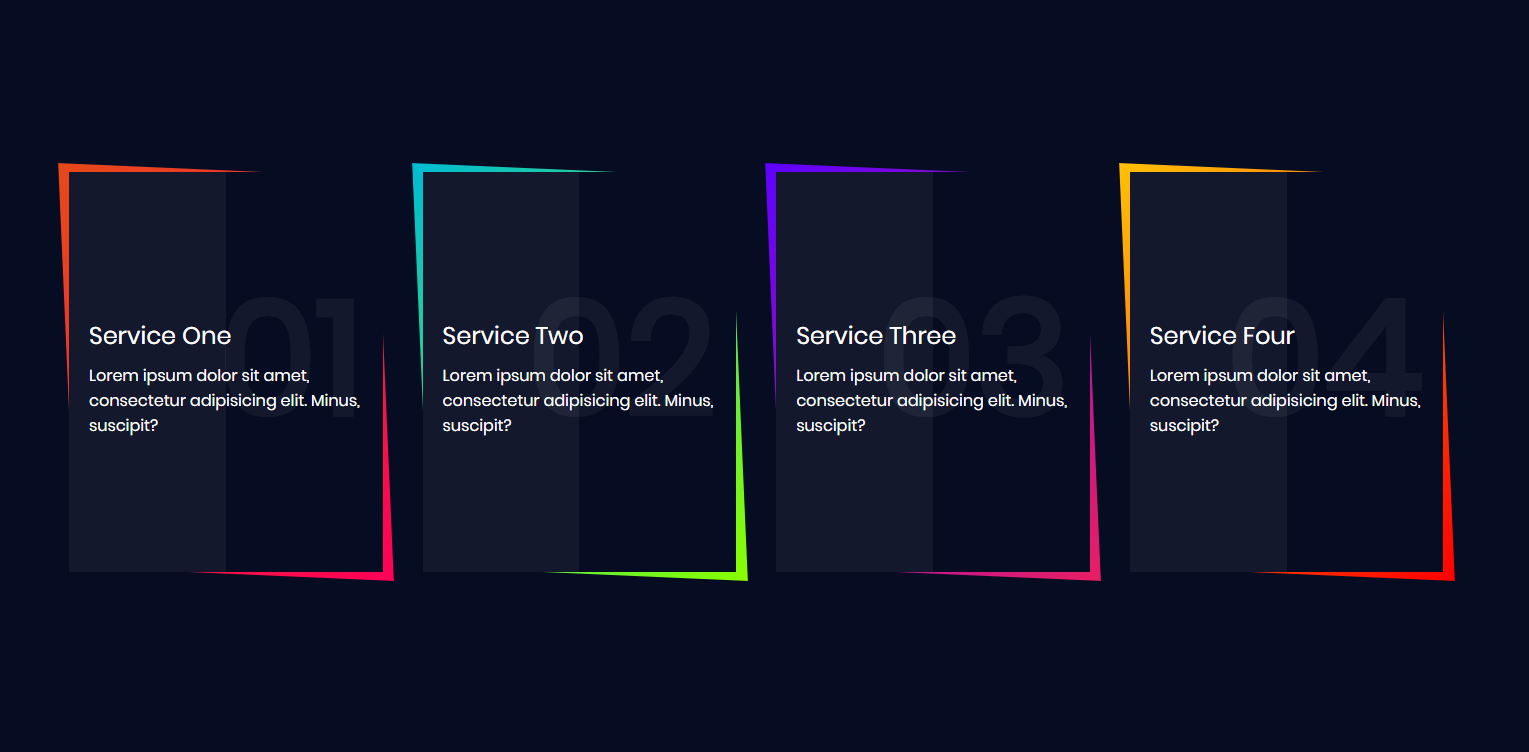 01
Service One
Lorem ipsum dolor sit amet,
consectetur adipisicing elit. Minus,
suscipit?
02
Service Two
Lorem ipsum dolor sit amet,
consectetur adipisicing elit. Minus,
suscipit?
03
Service Three
Lorem ipsum dolor sit amet,
consectetur adipisicing elit. Minus,
suscipit?
04
Service Four
Lorem ipsum dolor sit amet,
consectetur adipisicing elit. Minus,
suscipit?